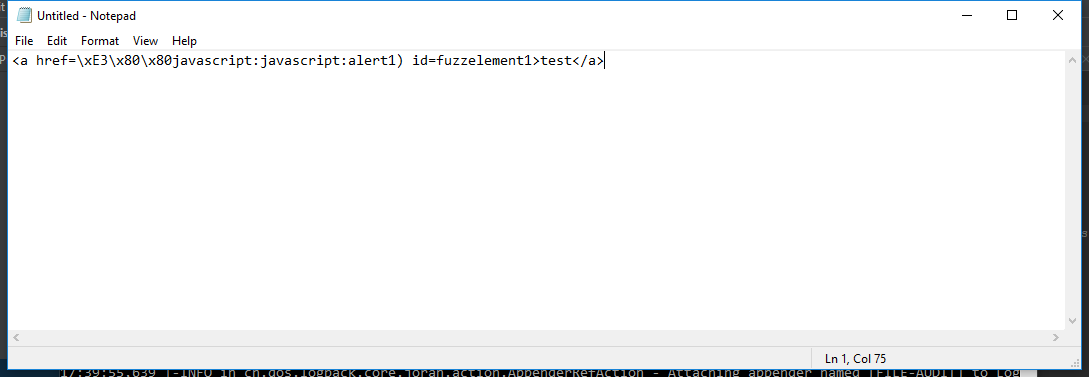 Untitled - Notepad
File Edit Format View Help
<a href=\xE3\x80\x80javascript:javascript:alert1) id=fuzzelement1>test</a>
Ln 1, Col 75
17:39:55.639 |-INFO in ch.qos.logback.core.joran.action.AppenderRefAction - Attaching appender named [FILE-AUDIT] to Log